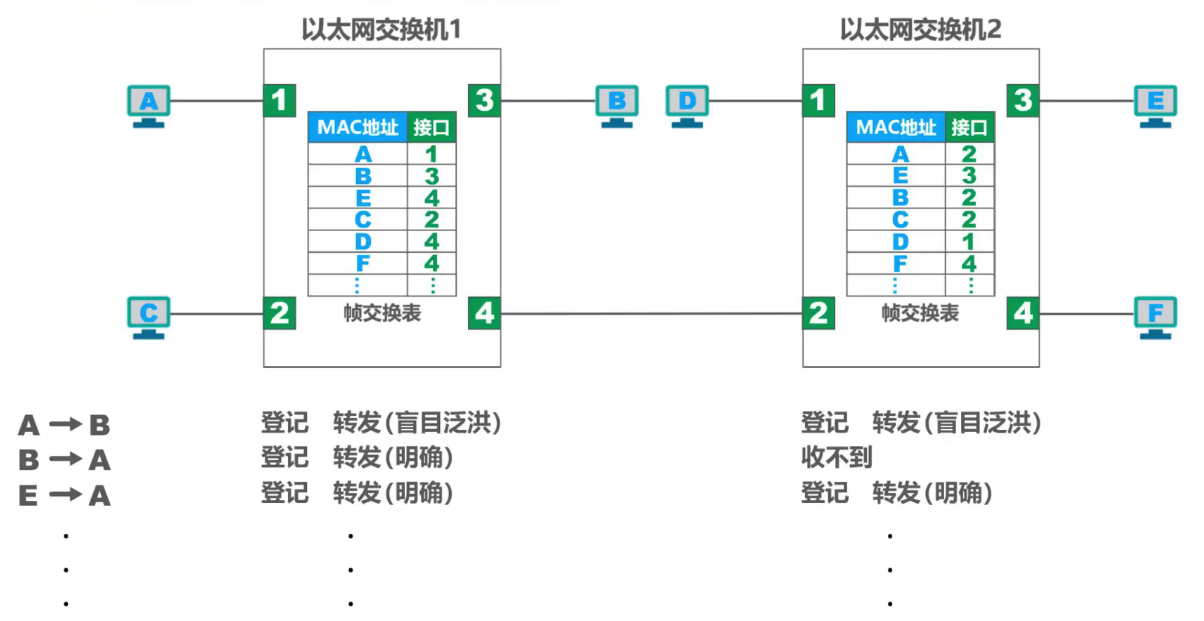 以太网交换机1 以太网交换机2
A 1 3 B D 1 3 E
MAC地址 接口 MAC地址 接口
A 1 A 2
B 3 E 3
E 4 B 2
C 2 C 2
D 4 D 1
F 4 F 4
⋮ ⋮ ⋮ ⋮
C 2 帧交换表 4 2 帧交换表 4 F
A → B 登记 转发(盲目泛洪) 登记 转发(盲目泛洪)
B → A 登记 转发(明确) 收不到
E → A 登记 转发(明确) 登记 转发(明确)
. . .
. . .
. . .